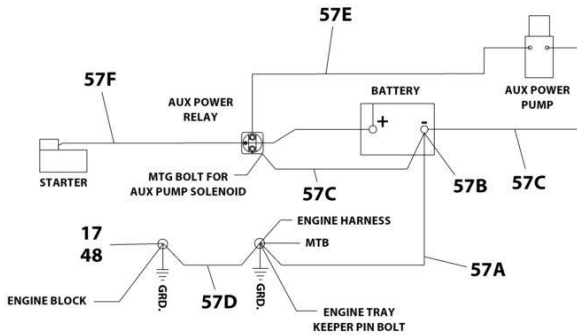 57E
57F
AUX POWER
RELAY
BATTERY
AUX POWER
PUMP
+
-
STARTER
MTG BOLT FOR
AUX PUMP SOLENOID
57C
57B
57C
17
48
ENGINE HARNESS
MTB
57A
ENGINE BLOCK
GRD.
57D
GRD.
ENGINE TRAY
KEEPER PIN BOLT